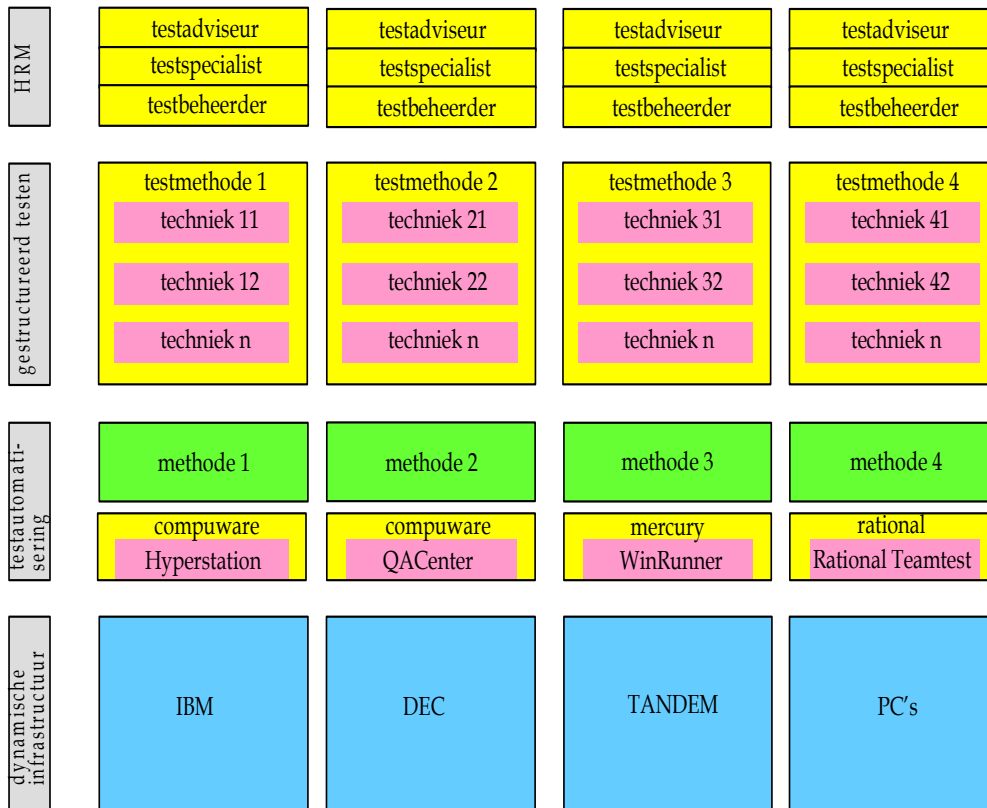 HRM
testadviseur
testadviseur
testadviseur
testadviseur
testspecialist
testspecialist
testspecialist
testspecialist
testbeheerder
testbeheerder
testbeheerder
testbeheerder
gestructureerd testen
testmethode 1
testmethode 2
testmethode 3
testmethode 4
techniek 11
techniek 21
techniek 31
techniek 41
techniek 12
techniek 22
techniek 32
techniek 42
techniek n
techniek n
techniek n
techniek n
testautomati-
sering
methode 1
methode 2
methode 3
methode 4
compuware
compuware
mercury
rational
Hyperstation
QACenter
WinRunner
Rational Teamtest
dynamische
infrastructuur
IBM
DEC
TANDEM
PC's